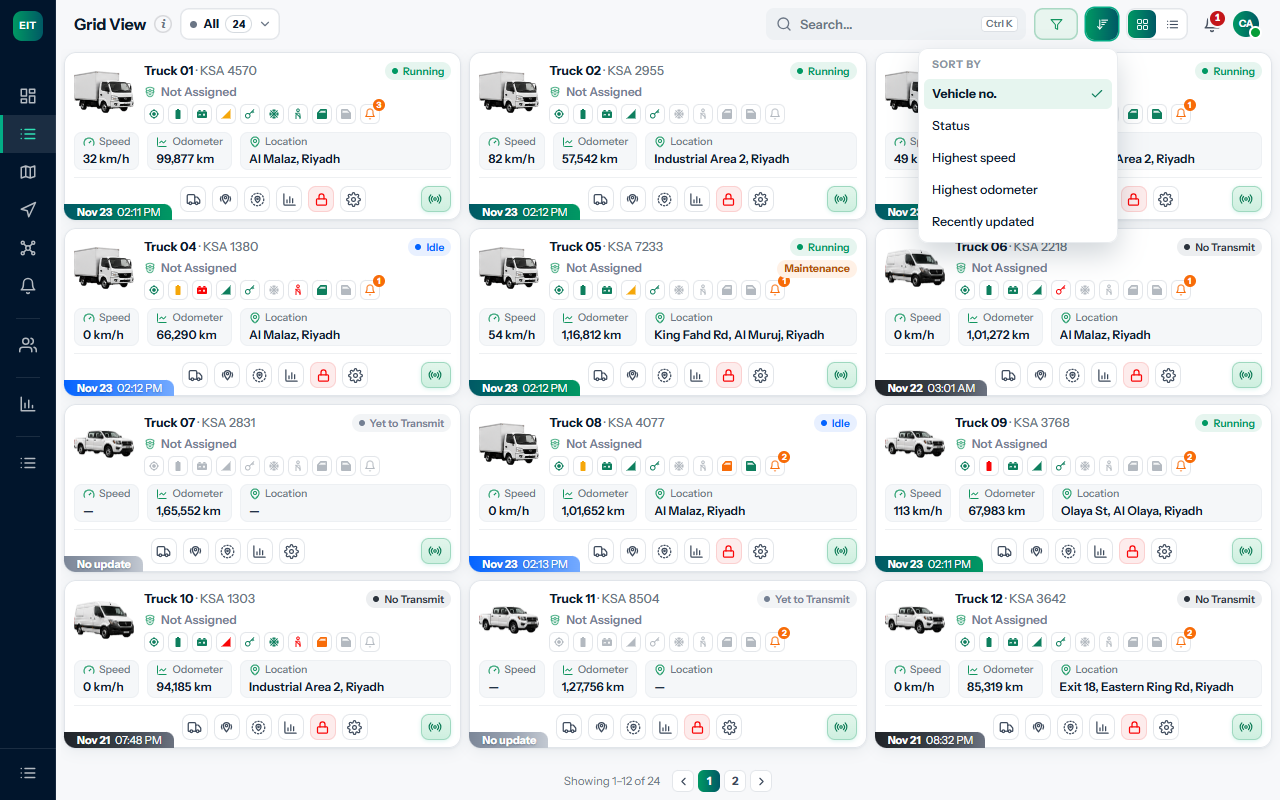 EIT
Grid View
All 24
Search... Ctrl K
1
CA
SORT BY
Vehicle no.
Status
Highest speed
Highest odometer
Recently updated
Truck 01 · KSA 4570 Running
Not Assigned
3
Speed Odometer Location
32 km/h 99,877 km Al Malaz, Riyadh
Nov 23 02:11 PM
Truck 02 · KSA 2955 Running
Not Assigned
Speed Odometer Location
82 km/h 57,542 km Industrial Area 2, Riyadh
Nov 23 02:12 PM
Running
1
49 k Area 2, Riyadh
Nov 23
Truck 04 · KSA 1380 Idle
Not Assigned
1
Speed Odometer Location
0 km/h 66,290 km Al Malaz, Riyadh
Nov 23 02:12 PM
Truck 05 · KSA 7233 Running
Not Assigned Maintenance
1
Speed Odometer Location
54 km/h 1,16,812 km King Fahd Rd, Al Muruj, Riyadh
Nov 23 02:12 PM
Truck 06 · KSA 2218 No Transmit
Not Assigned
1
Speed Odometer Location
0 km/h 1,01,272 km Al Malaz, Riyadh
Nov 22 03:01 AM
Truck 07 · KSA 2831 Yet to Transmit
Not Assigned
Speed Odometer Location
— 1,65,552 km —
No update
Truck 08 · KSA 4077 Idle
Not Assigned
2
Speed Odometer Location
0 km/h 1,01,652 km Al Malaz, Riyadh
Nov 23 02:13 PM
Truck 09 · KSA 3768 Running
Not Assigned
2
Speed Odometer Location
113 km/h 67,983 km Olaya St, Al Olaya, Riyadh
Nov 23 02:11 PM
Truck 10 · KSA 1303 No Transmit
Not Assigned
Speed Odometer Location
0 km/h 94,185 km Industrial Area 2, Riyadh
Nov 21 07:48 PM
Truck 11 · KSA 8504 Yet to Transmit
Not Assigned
2
Speed Odometer Location
— 1,27,756 km —
No update
Truck 12 · KSA 3642 No Transmit
Not Assigned
2
Speed Odometer Location
0 km/h 85,319 km Exit 18, Eastern Ring Rd, Riyadh
Nov 21 08:32 PM
Showing 1–12 of 24 1 2